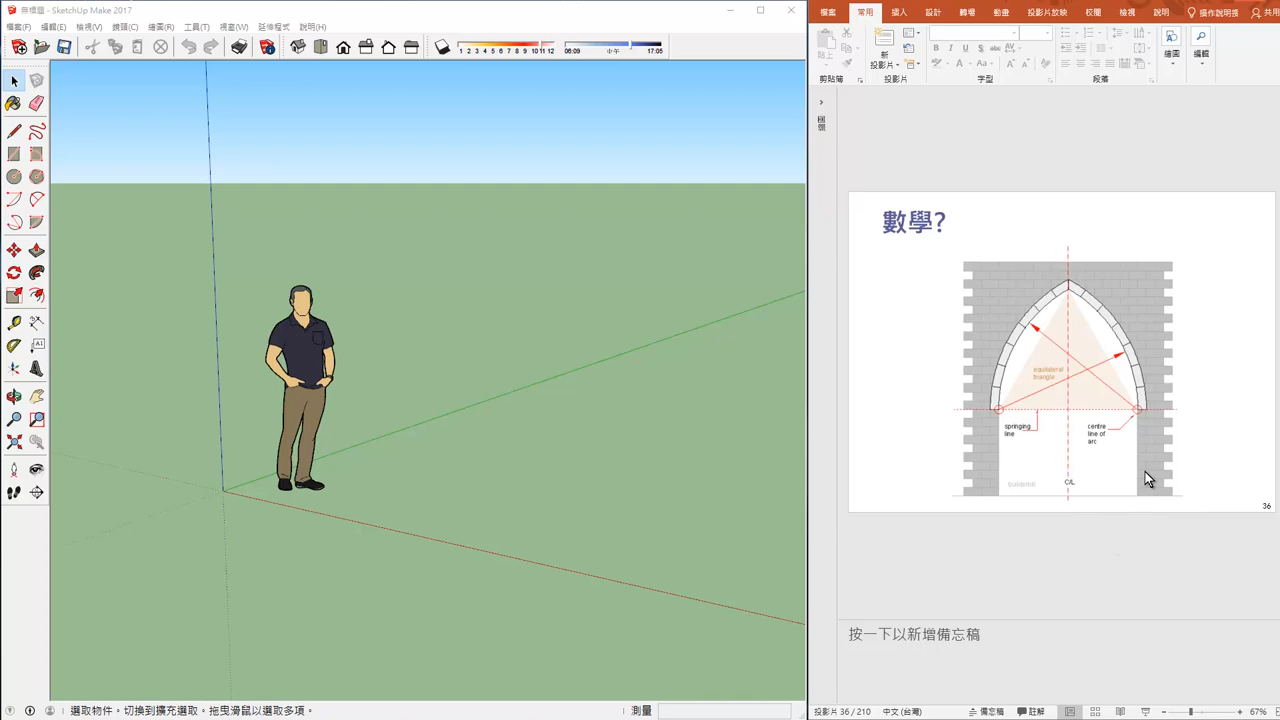 無標題 - SketchUp Make 2017
檔案(F) 編輯(E) 檢視(V) 鏡頭(C) 繪圖(R) 工具(T) 視窗(W) 延伸程式 說明(H)
1 2 3 4 5 6 7 8 9 10 11 12
06:09 中午 17:05
選取物件。切換到擴充選取。拖曳滑鼠以選取多項。
測量
檔案 常用 插入 設計 轉場 動畫 投影片放映 校閱 檢視 說明 操作說明 共用
貼上
新
投影片
繪圖
編輯
剪貼簿 投影片 字型 段落
數學?
equilateral
triangle
springing
line
centre
line of
arc
C/L
36
按一下以新增備忘稿
投影片 36 / 210 中文 (台灣) 備忘稿 註解 67%